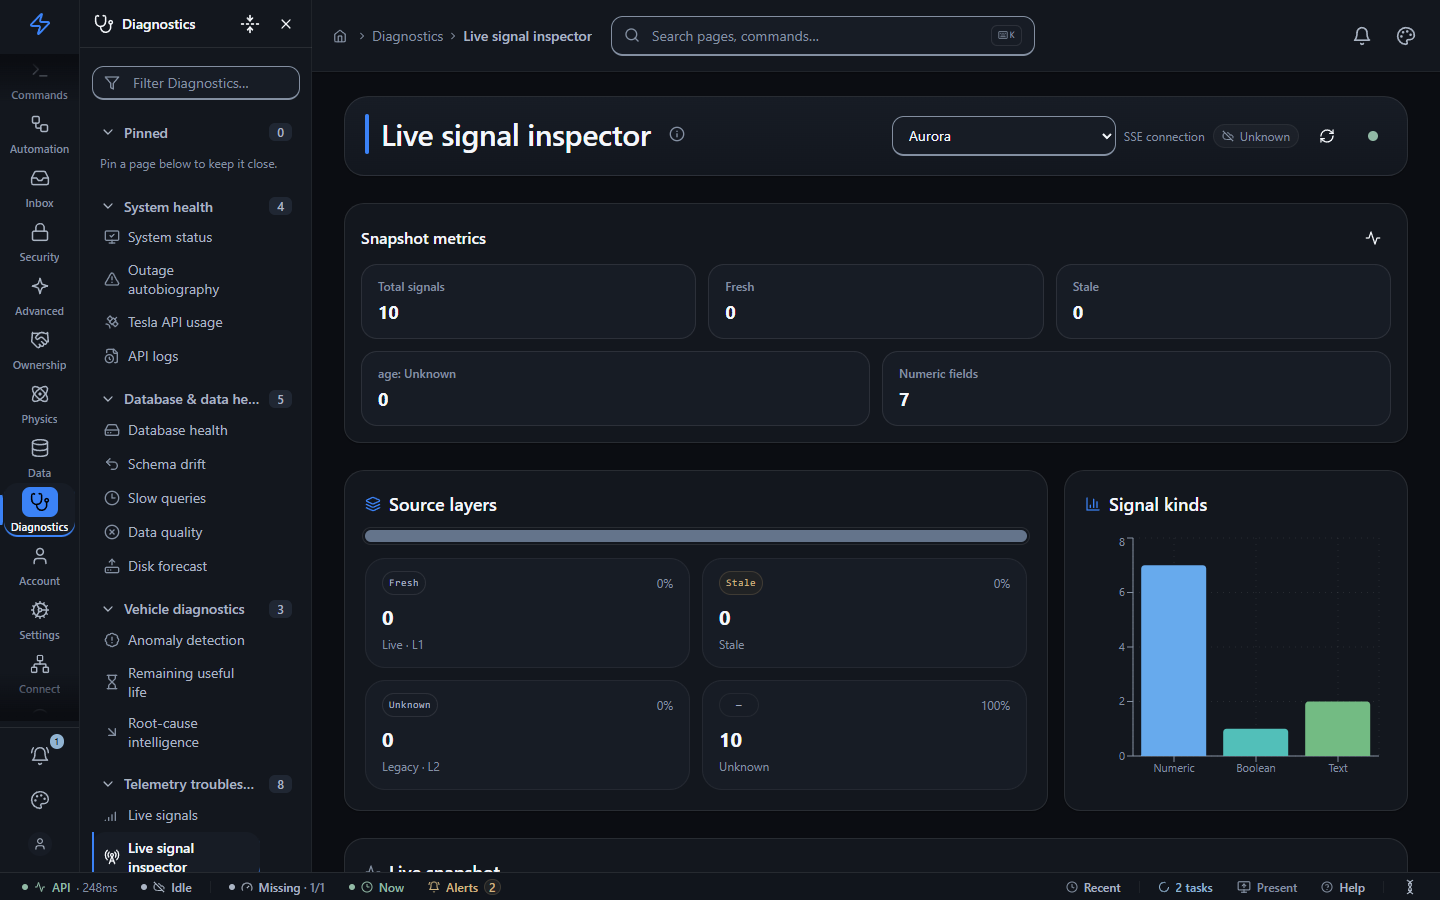 Commands
Automation
Inbox
Security
Advanced
Ownership
Physics
Data
Diagnostics
Account
Settings
Connect
1
Diagnostics
Filter Diagnostics...
Pinned 0
Pin a page below to keep it close.
System health 4
System status
Outage
autobiography
Tesla API usage
API logs
Database & data he... 5
Database health
Schema drift
Slow queries
Data quality
Disk forecast
Vehicle diagnostics 3
Anomaly detection
Remaining useful
life
Root-cause
intelligence
Telemetry troubles... 8
Live signals
Live signal
inspector
Diagnostics Live signal inspector
Search pages, commands... K
Live signal inspector
Aurora
SSE connection Unknown
Snapshot metrics
Total signals
10
Fresh
0
Stale
0
age: Unknown
0
Numeric fields
7
Source layers
Fresh 0%
0
Live · L1
Stale 0%
0
Stale
Unknown 0%
0
Legacy · L2
– 100%
10
Unknown
Signal kinds
8
6
4
2
0
Numeric Boolean Text
Live snapshot
API · 248ms Idle Missing · 1/1 Now Alerts 2 Recent 2 tasks Present Help